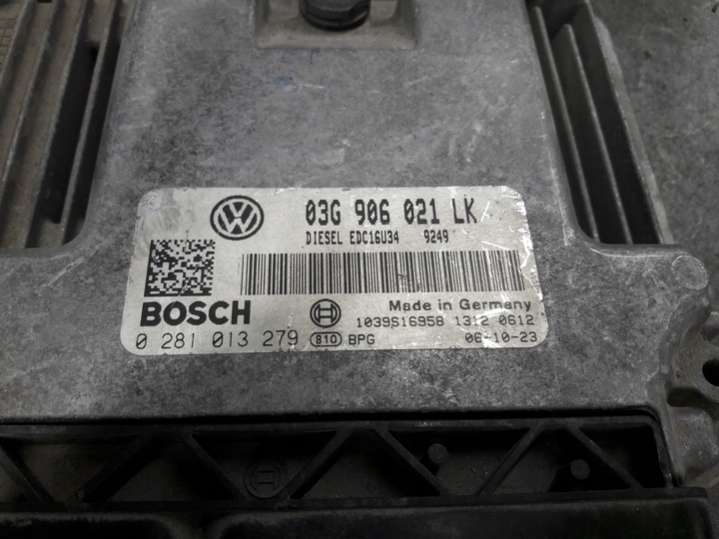 03G 906 021 LK
DIESEL EDC16U34 9249
BOSCH
Made in Germany
1039S16958 1312 0612
0 281 013 279 810 BPG 06-10-23